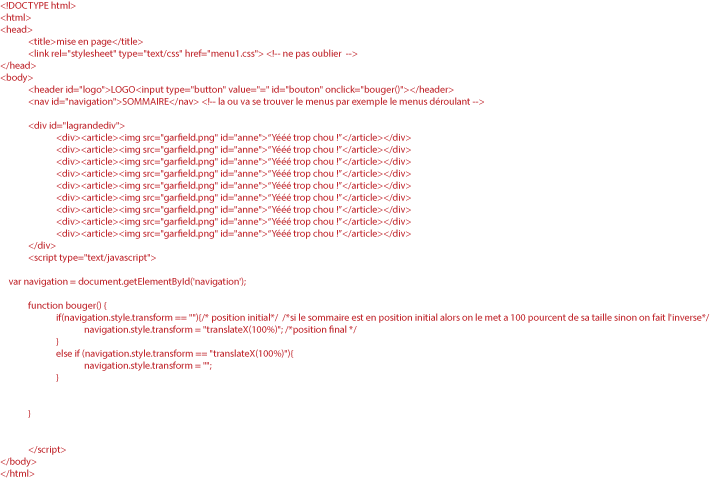 <!DOCTYPE html>
<html>
<head>
<title>mise en page</title>
<link rel="stylesheet" type="text/css" href="menu1.css"> <!-- ne pas oublier -->
</head>
<body>
<header id="logo">LOGO<input type="button" value="=" id="bouton" onclick="bouger()"></header>
<nav id="navigation">SOMMAIRE</nav> <!-- la ou va se trouver le menus par exemple le menus déroulant -->
<div id="lagrandediv">
<div><article><img src="garfield.png" id="anne">"Yééé trop chou !"</article></div>
<div><article><img src="garfield.png" id="anne">"Yééé trop chou !"</article></div>
<div><article><img src="garfield.png" id="anne">"Yééé trop chou !"</article></div>
<div><article><img src="garfield.png" id="anne">"Yééé trop chou !"</article></div>
<div><article><img src="garfield.png" id="anne">"Yééé trop chou !"</article></div>
<div><article><img src="garfield.png" id="anne">"Yééé trop chou !"</article></div>
<div><article><img src="garfield.png" id="anne">"Yééé trop chou !"</article></div>
<div><article><img src="garfield.png" id="anne">"Yééé trop chou !"</article></div>
<div><article><img src="garfield.png" id="anne">"Yééé trop chou !"</article></div>
</div>
<script type="text/javascript">
var navigation = document.getElementById('navigation');
function bouger() {
if(navigation.style.transform == ""){/* position initial*/ /*si le sommaire est en position initial alors on le met a 100 pourcent de sa taille sinon on fait l'inverse*/
navigation.style.transform = "translateX(100%)"; /*position final */
}
else if (navigation.style.transform == "translateX(100%)"){
navigation.style.transform = "";
}
}
</script>
</body>
</html>